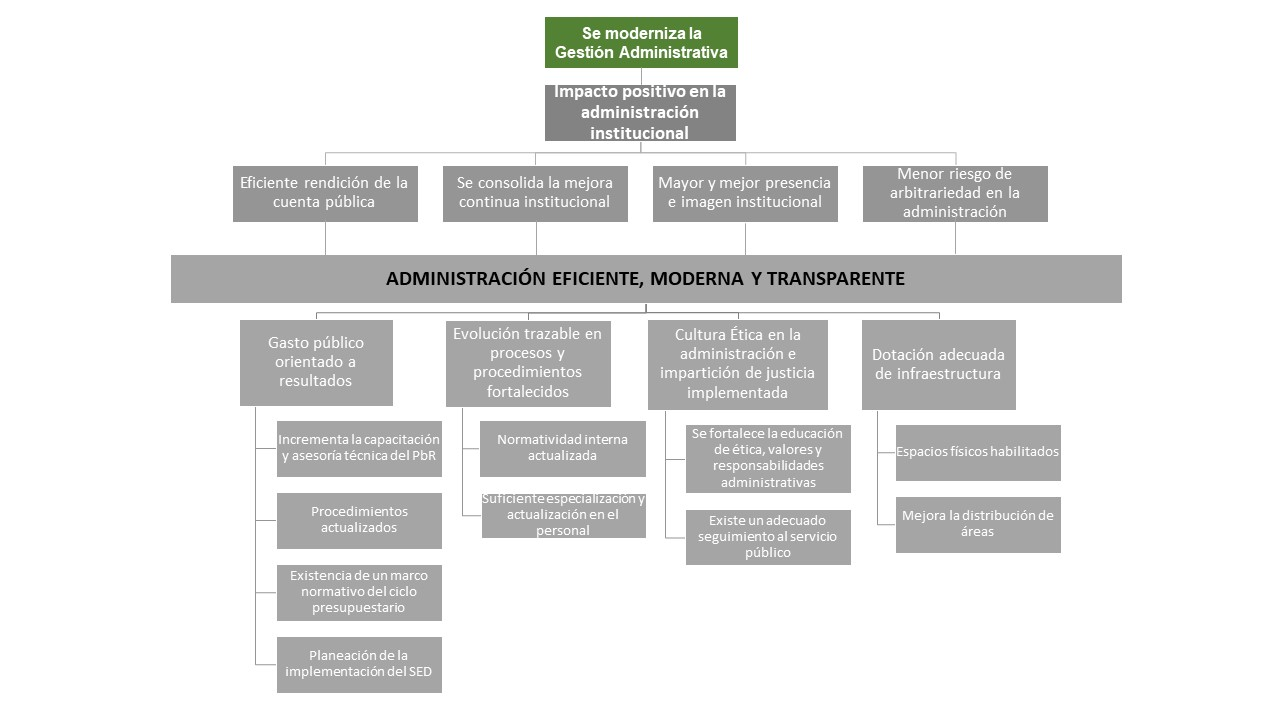 Se moderniza la
Gestión Administrativa
Impacto positivo en la
administración
institucional
Eficiente rendición de la
cuenta pública
Se consolida la mejora
continua institucional
Mayor y mejor presencia
e imagen institucional
Menor riesgo de
arbitrariedad en la
administración
ADMINISTRACIÓN EFICIENTE, MODERNA Y TRANSPARENTE
Gasto público
orientado a
resultados
Incrementa la capacitación
y asesoría técnica del PbR
Procedimientos
actualizados
Existencia de un marco
normativo del ciclo
presupuestario
Planeación de la
implementación del SED
Evolución trazable en
procesos y
procedimientos
fortalecidos
Normatividad interna
actualizada
Suficiente especialización y
actualización en el
personal
Cultura Ética en la
administración e
impartición de justicia
implementada
Se fortalece la educación
de ética, valores y
responsabilidades
administrativas
Existe un adecuado
seguimiento al servicio
público
Dotación adecuada
de infraestructura
Espacios físicos habilitados
Mejora la distribución de
áreas